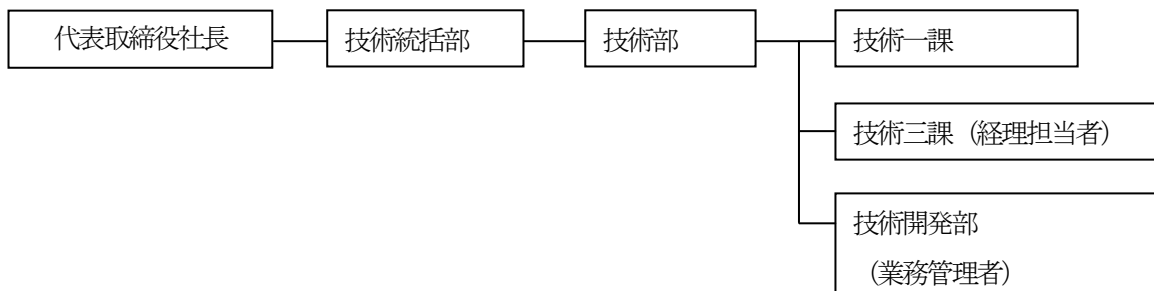 代表取締役社長
技術統括部
技術部
技術一課
技術三課（経理担当者）
技術開発部
（業務管理者）